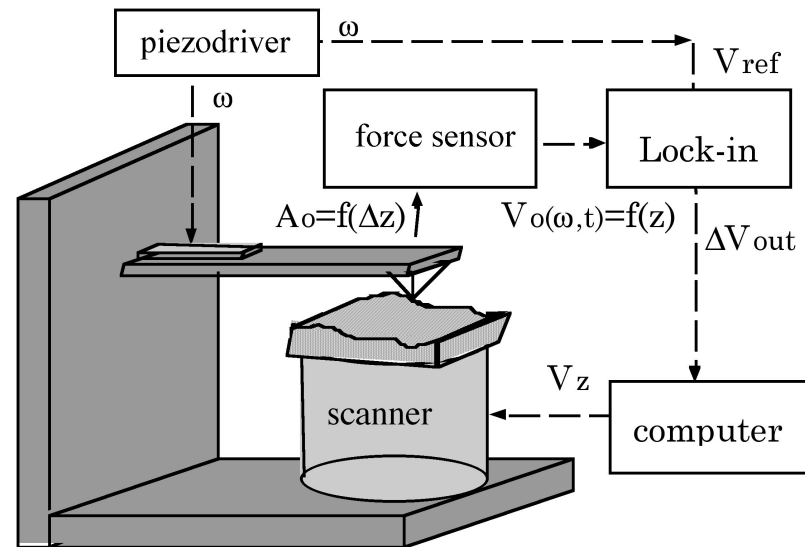 piezodriver
ω
Vref
ω
force sensor
Lock-in
Ao=f(Δz)
Vo(ω,t)=f(z)
ΔVout
Vz
scanner
computer